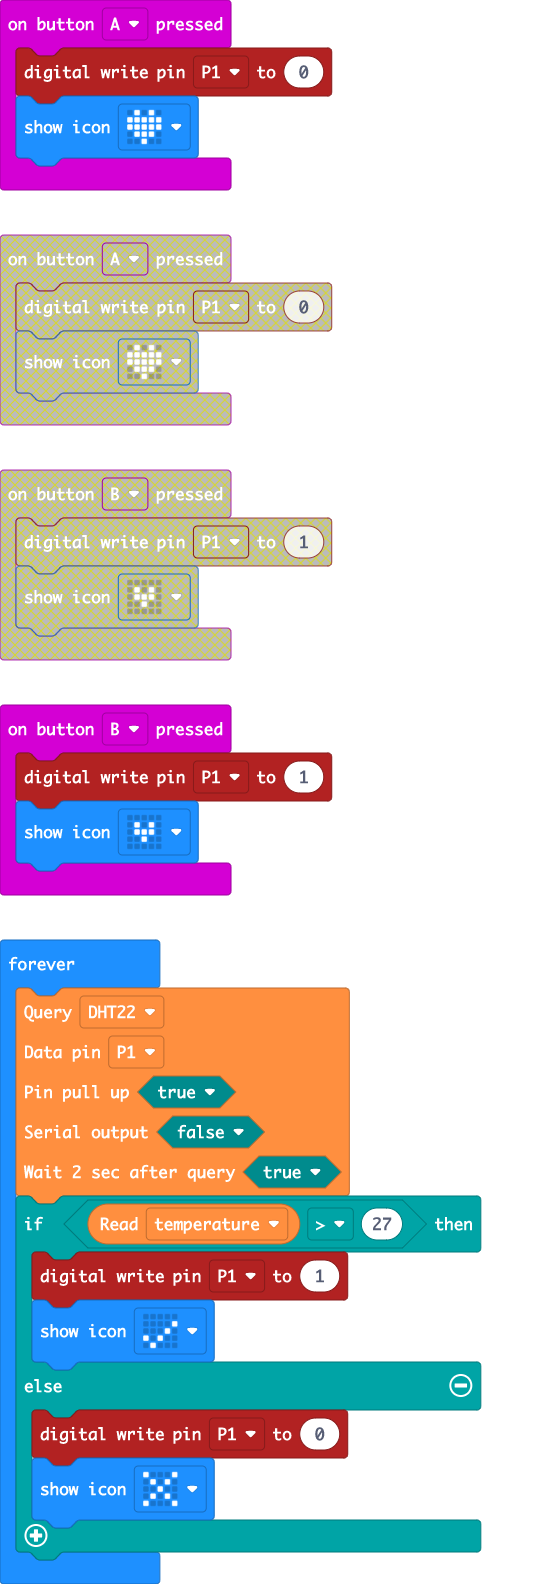 on button A pressed
digital write pin P1 to 0
show icon
on button A pressed
digital write pin P1 to 0
show icon
on button B pressed
digital write pin P1 to 1
show icon
on button B pressed
digital write pin P1 to 1
show icon
forever
Query DHT22
Data pin P1
Pin pull up true
Serial output false
Wait 2 sec after query true
if Read temperature > 27 then
digital write pin P1 to 1
show icon
else
digital write pin P1 to 0
show icon